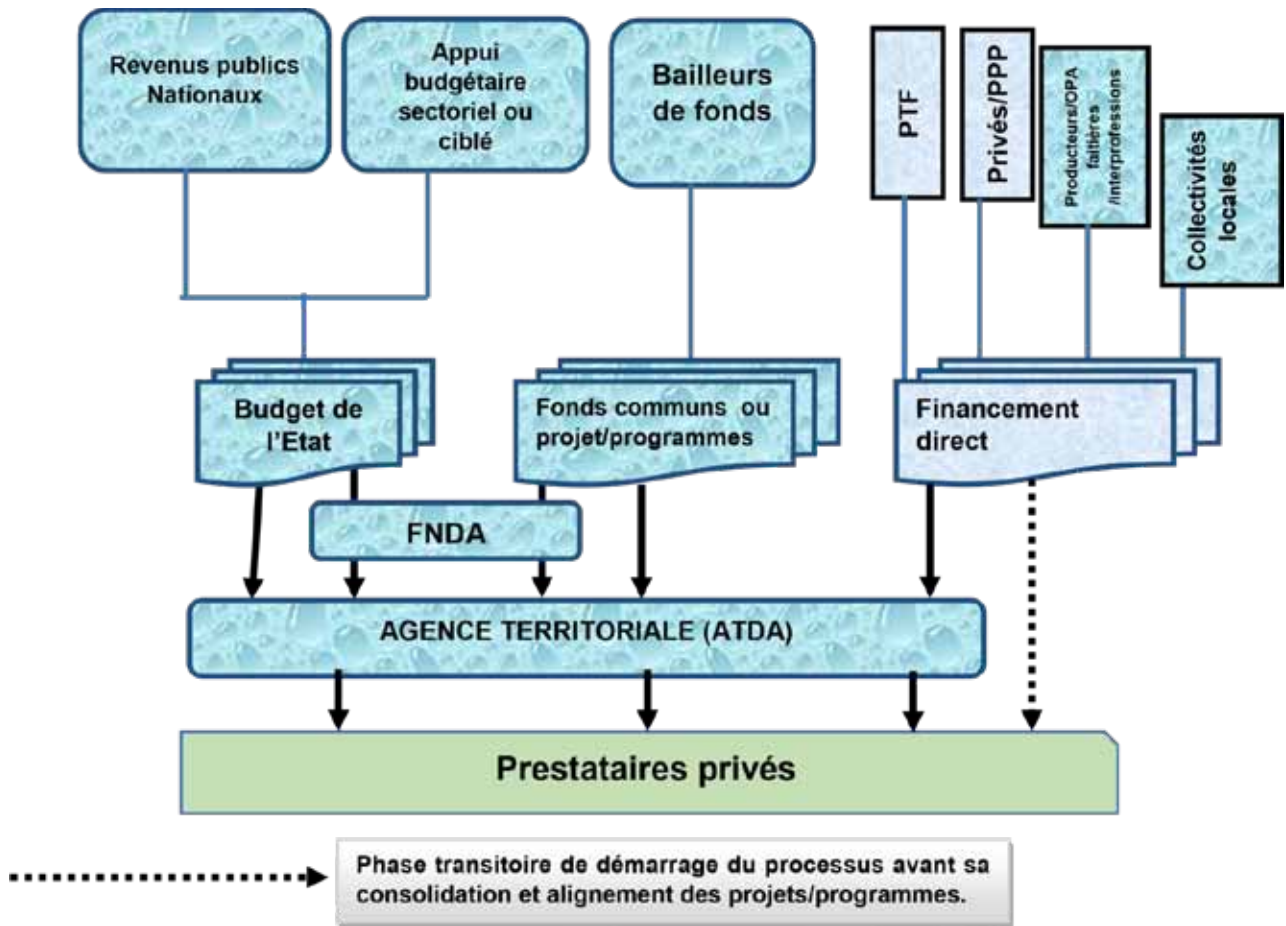 Revenus publics
Nationaux
Appui
budgétaire
sectoriel ou
ciblé
Bailleurs
de fonds
PTF
Privés/PPP
Producteurs/OPA
faitières
/interprofessions
Collectivités
locales
Budget de
l'Etat
Fonds communs ou
projet/programmes
Financement
direct
FNDA
AGENCE TERRITORIALE (ATDA)
Prestataires privés
Phase transitoire de démarrage du processus avant sa
consolidation et alignement des projets/programmes.